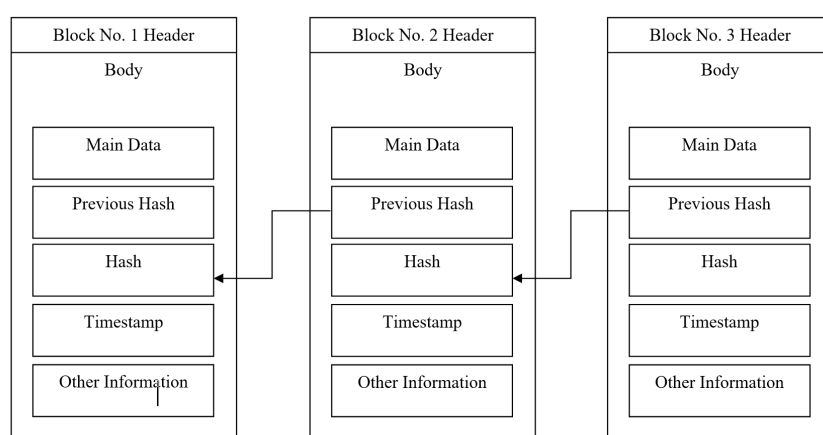 Block No. 1 Header
Body
Main Data
Previous Hash
Hash
Timestamp
Other Information
Block No. 2 Header
Body
Main Data
Previous Hash
Hash
Timestamp
Other Information
Block No. 3 Header
Body
Main Data
Previous Hash
Hash
Timestamp
Other Information